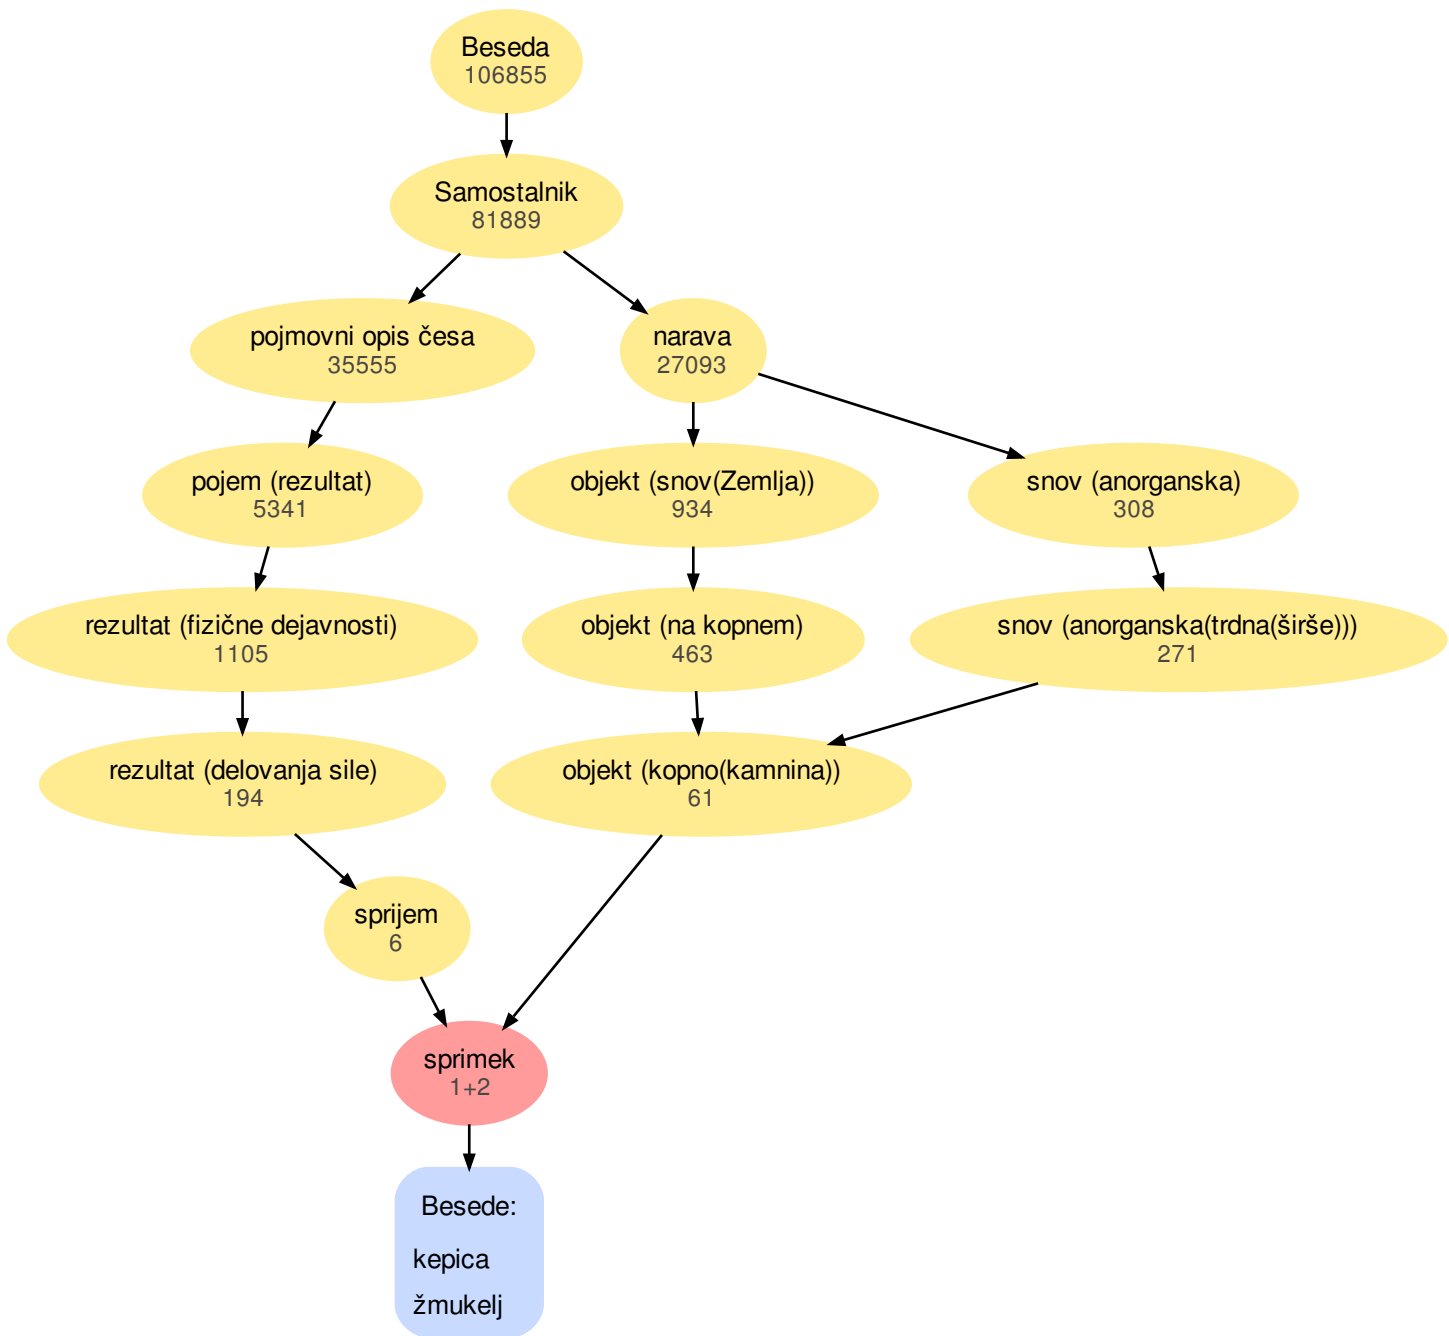 Beseda
106855
Samostalnik
81889
pojmovni opis česa
35555
narava
27093
pojem (rezultat)
5341
objekt (snov(Zemlja))
934
snov (anorganska)
308
rezultat (fizične dejavnosti)
1105
objekt (na kopnem)
463
snov (anorganska(trdna(širše)))
271
rezultat (delovanja sile)
194
objekt (kopno(kamnina))
61
sprijem
6
sprimek
1+2
Besede:
kepica
žmukelj